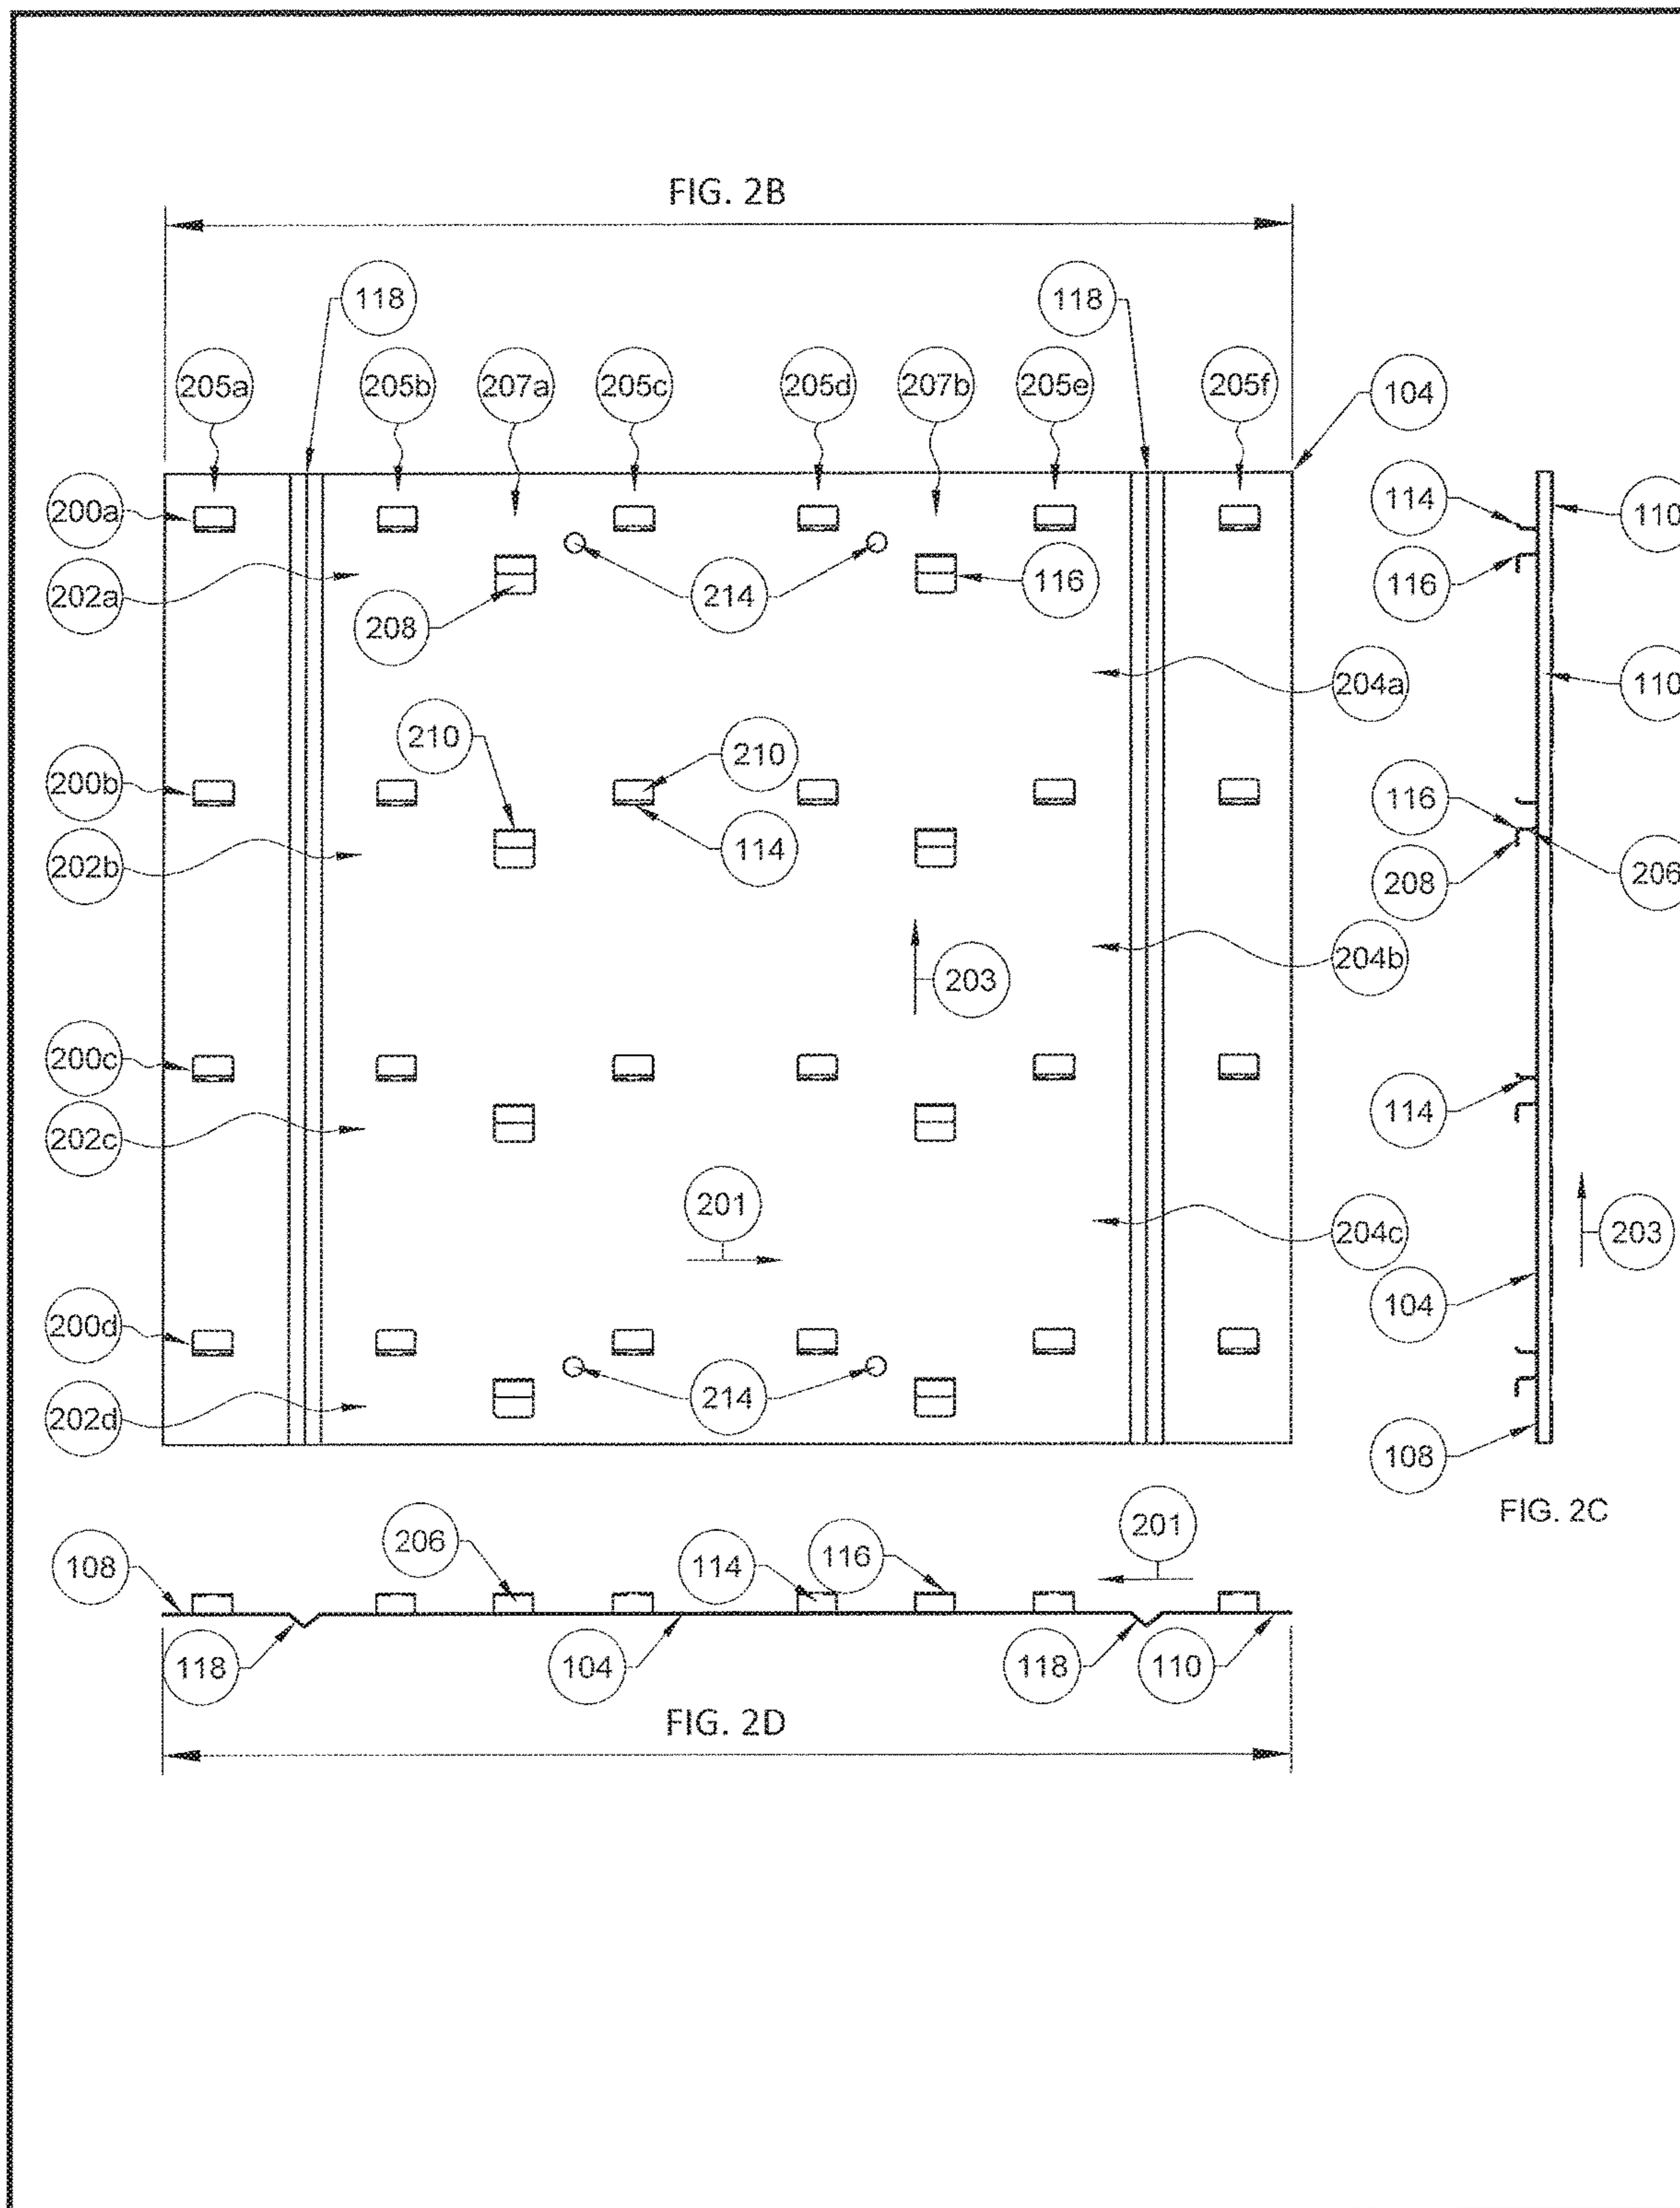 FIG. 2B
118
118
205a
205b
207a
205c
205d
207b
205e
205f
104
200a
202a
208
214
116
204a
210
210
200b
114
202b
204b
203
200c
202c
201
204c
200d
214
202d
114
110
116
110
116
208
206
114
203
104
108
FIG. 2C
108
206
114
116
201
118
104
118
110
FIG. 2D